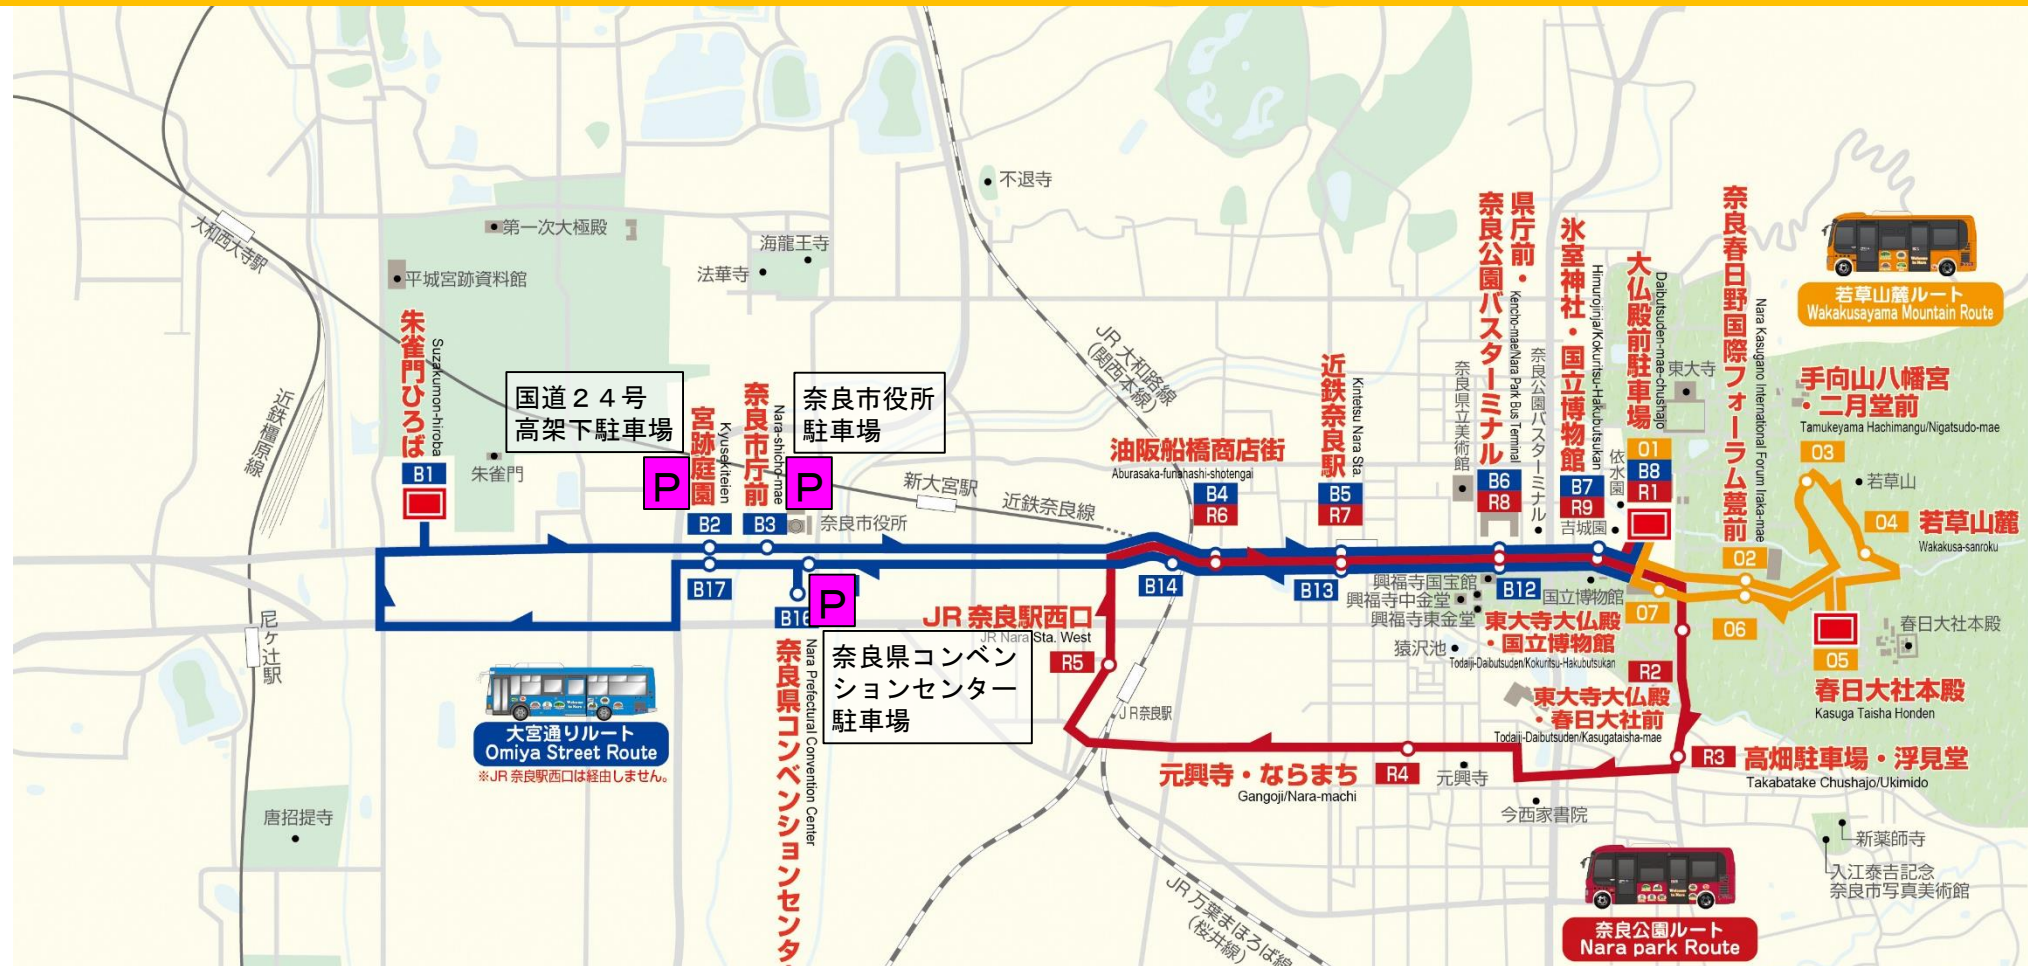 大和西大寺駅
第一次大極殿
平城宮跡資料館
海龍王寺
法華寺
不退寺
近鉄橿原線
尼ヶ辻駅
唐招提寺
朱雀門
朱雀門ひろば
Suzakumon-hiroba
B1
国道24号
高架下駐車場
P
宮跡庭園
Kyusekiteien
B2
奈良市庁前
Nara-shicho-mae
B3
奈良市役所
駐車場
P
奈良市役所
新大宮駅
近鉄奈良線
JR 大和路線
(関西本線)
油阪船橋商店街
Aburasaka-funahashi-shotengai
B4
R6
近鉄奈良駅
Kintetsu Nara Sta.
B5
R7
県庁前・
奈良公園バスターミナル
Kencho-mae/Nara Park Bus Terminal
B6
R8
奈良県立美術館
奈良公園バスターミナル
氷室神社・国立博物館
Himurojinja/Kokuritsu-Hakubutsukan
B7
R9
依水園
吉城園
大仏殿前駐車場
Daibutsuden-mae-chushajo
O1
B8
R1
東大寺
奈良春日野国際フォーラム甍前
Nara Kasugano International Forum Iraka-mae
O2
若草山麓ルート
Wakakusayama Mountain Route
手向山八幡宮
・二月堂前
Tamukeyama Hachimangu/Nigatsudo-mae
O3
若草山
O4
若草山麓
Wakakusa-sanroku
O5
春日大社本殿
Kasuga Taisha Honden
春日大社本殿
O6
O7
B17
B16
P
奈良県コンベン
ションセンター
駐車場
奈良県コンベンションセンター
Nara Prefectural Convention Center
B14
B13
B12
興福寺国宝館
興福寺中金堂
興福寺東金堂
国立博物館
猿沢池
東大寺大仏殿
・国立博物館
Todaiji-Daibutsuden/Kokuritsu-Hakubutsukan
R2
東大寺大仏殿
・春日大社前
Todaiji-Daibutsuden/Kasugataisha-mae
R3
高畑駐車場・浮見堂
Takabatake Chushajo/Ukimido
JR 奈良駅西口
JR Nara Sta. West
R5
JR奈良駅
元興寺・ならまち
Gangoji/Nara-machi
R4
元興寺
今西家書院
新薬師寺
入江泰吉記念
奈良市写真美術館
JR 万葉まほろば線
(桜井線)
大宮通りルート
Omiya Street Route
※JR 奈良駅西口は経由しません。
奈良公園ルート
Nara park Route